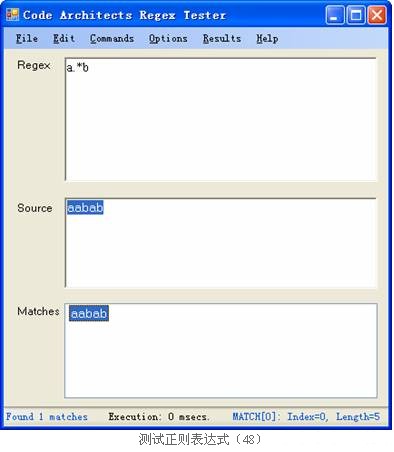 Code Architects Regex Tester
File Edit Commands Options Results Help
Regex
a.*b
Source
aabab
Matches
aabab
Found 1 matches Execution: 0 msecs. MATCH[0]: Index=0, Length=5
测试正则表达式（48）